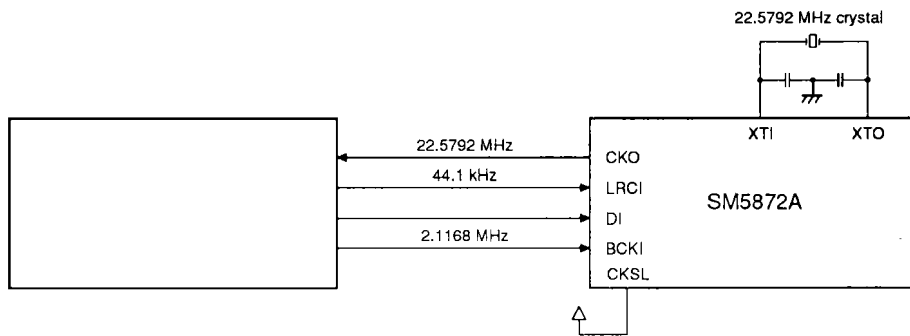 22.5792 MHz crystal
XTI
XTO
22.5792 MHz
CKO
44.1 kHz
LRCI
SM5872A
DI
2.1168 MHz
BCKI
CKSL